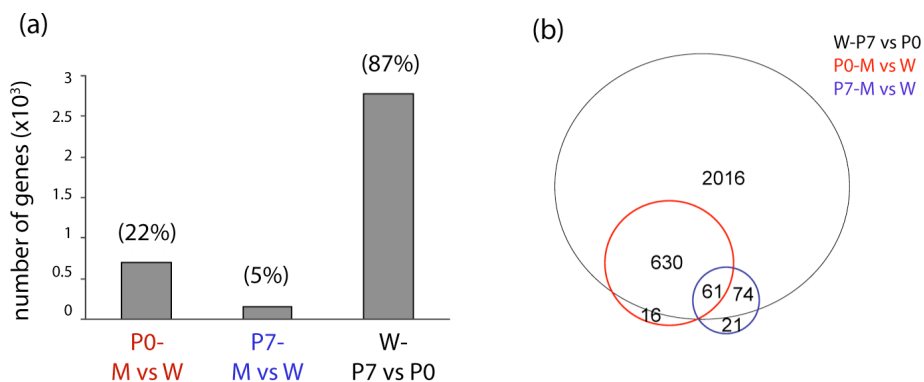 (a)
number of genes (x10³)
3
2.5
2
1.5
1
0.5
0
(22%)
(5%)
(87%)
P0-
M vs W
P7-
M vs W
W-
P7 vs P0
(b)
W-P7 vs P0
P0-M vs W
P7-M vs W
2016
630
61
74
16
21